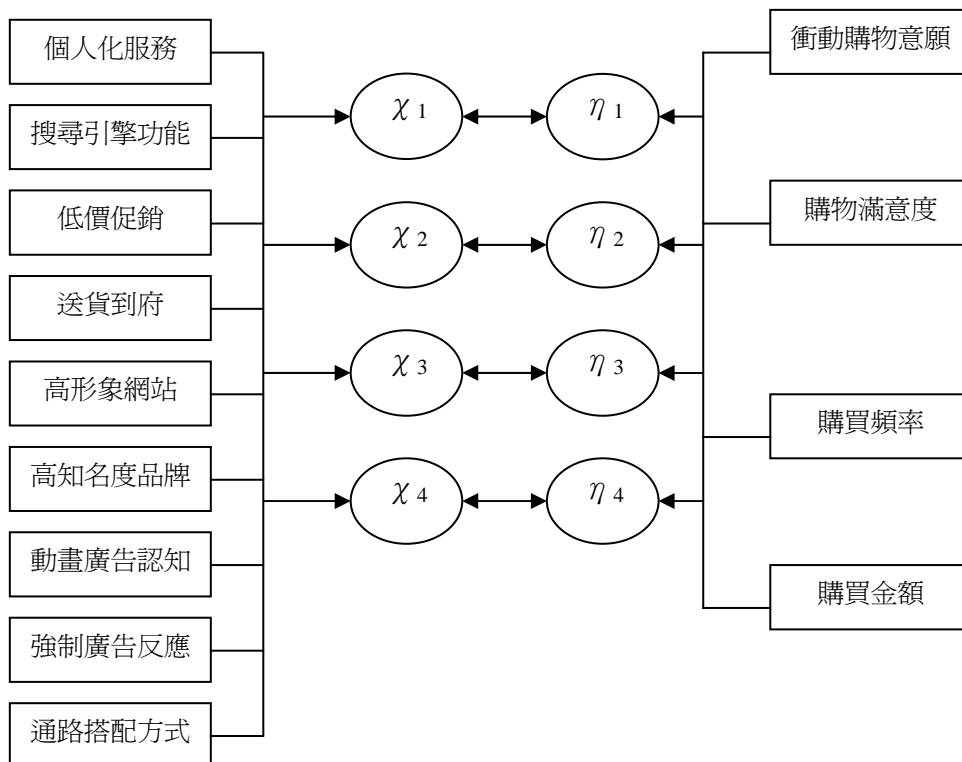 個人化服務
搜尋引擎功能
低價促銷
送貨到府
高形象網站
高知名度品牌
動畫廣告認知
強制廣告反應
通路搭配方式
χ 1
η 1
χ 2
η 2
χ 3
η 3
χ 4
η 4
衝動購物意願
購物滿意度
購買頻率
購買金額